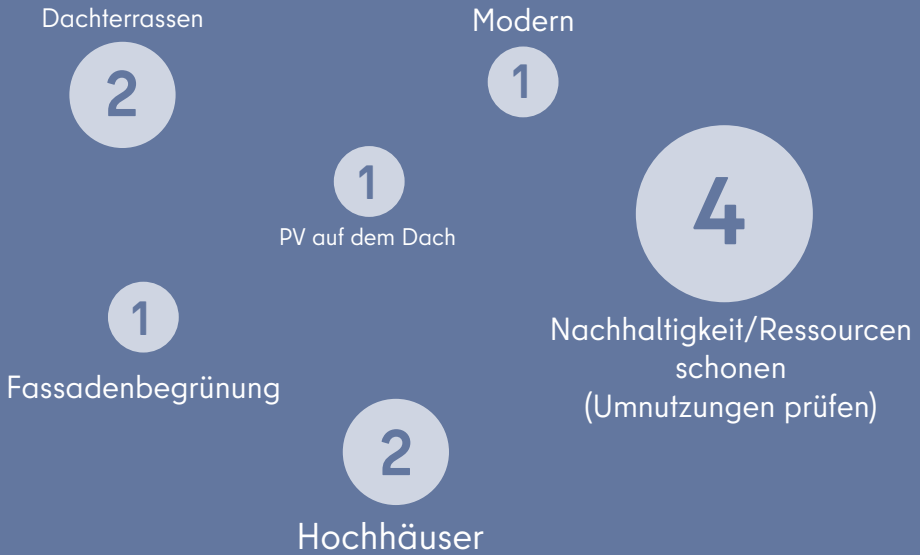 Dachterrassen
2
Modern
1
1
PV auf dem Dach
4
Nachhaltigkeit/Ressourcen
schonen
(Umnutzungen prüfen)
1
Fassadenbegrünung
2
Hochhäuser